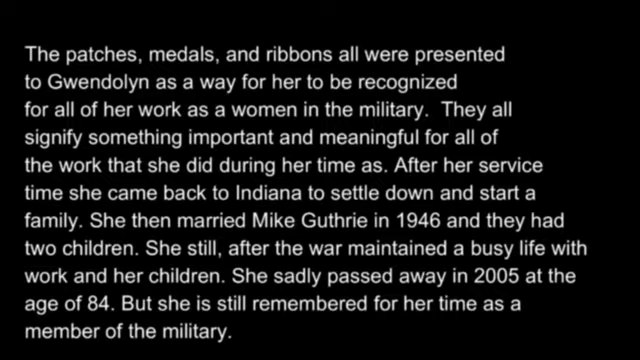 The patches, medals, and ribbons all were presented
to Gwendolyn as a way for her to be recognized
for all of her work as a women in the military.  They all
signify something important and meaningful for all of
the work that she did during her time as. After her service
time she came back to Indiana to settle down and start a
family. She then married Mike Guthrie in 1946 and they had
two children. She still, after the war maintained a busy life with
work and her children. She sadly passed away in 2005 at the
age of 84. But she is still remembered for her time as a
member of the military.